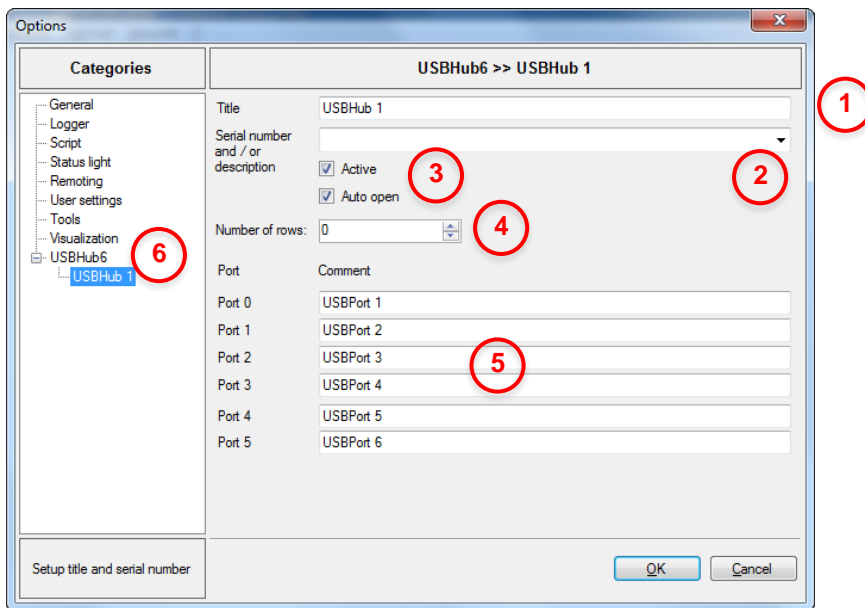 Options
Categories
USBHub6 >> USBHub 1
General
Logger
Script
Status light
Remoting
User settings
Tools
Visualization
USBHub6
USBHub 1
6
Title
USBHub 1
1
Serial number
and / or
description
2
Active
Auto open
3
Number of rows:
0
4
Port
Comment
Port 0
USBPort 1
Port 1
USBPort 2
Port 2
USBPort 3
5
Port 3
USBPort 4
Port 4
USBPort 5
Port 5
USBPort 6
Setup title and serial number
OK
Cancel